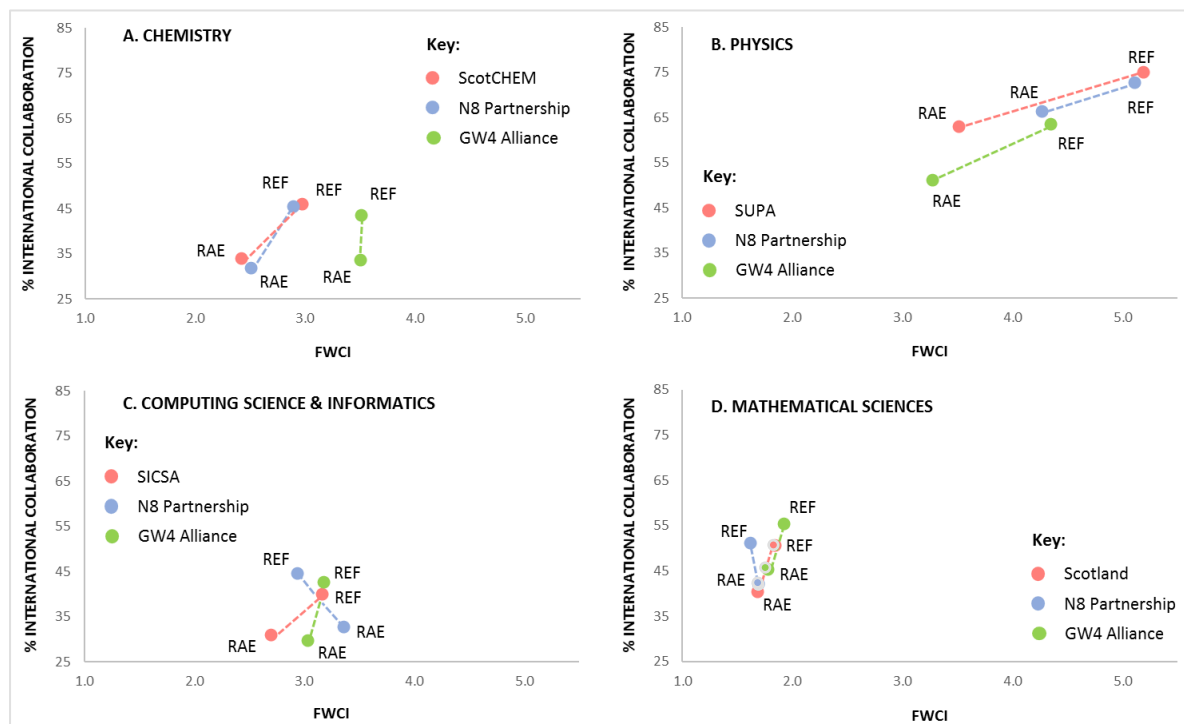 A. CHEMISTRY
% INTERNATIONAL COLLABORATION
85
75
65
55
45
35
25
Key:
ScotCHEM
N8 Partnership
GW4 Alliance
REF
REF
REF
RAE
RAE
RAE
1.0 2.0 3.0 4.0 5.0
FWCI
B. PHYSICS
% INTERNATIONAL COLLABORATION
85
75
65
55
45
35
25
REF
RAE
RAE
REF
REF
RAE
Key:
SUPA
N8 Partnership
GW4 Alliance
1.0 2.0 3.0 4.0 5.0
FWCI
C. COMPUTING SCIENCE & INFORMATICS
% INTERNATIONAL COLLABORATION
85
75
65
55
45
35
25
Key:
SICSA
N8 Partnership
GW4 Alliance
REF
REF
REF
RAE
RAE
RAE
1.0 2.0 3.0 4.0 5.0
FWCI
D. MATHEMATICAL SCIENCES
% INTERNATIONAL COLLABORATION
85
75
65
55
45
35
25
REF
REF
REF
RAE
RAE
RAE
Key:
Scotland
N8 Partnership
GW4 Alliance
1.0 2.0 3.0 4.0 5.0
FWCI